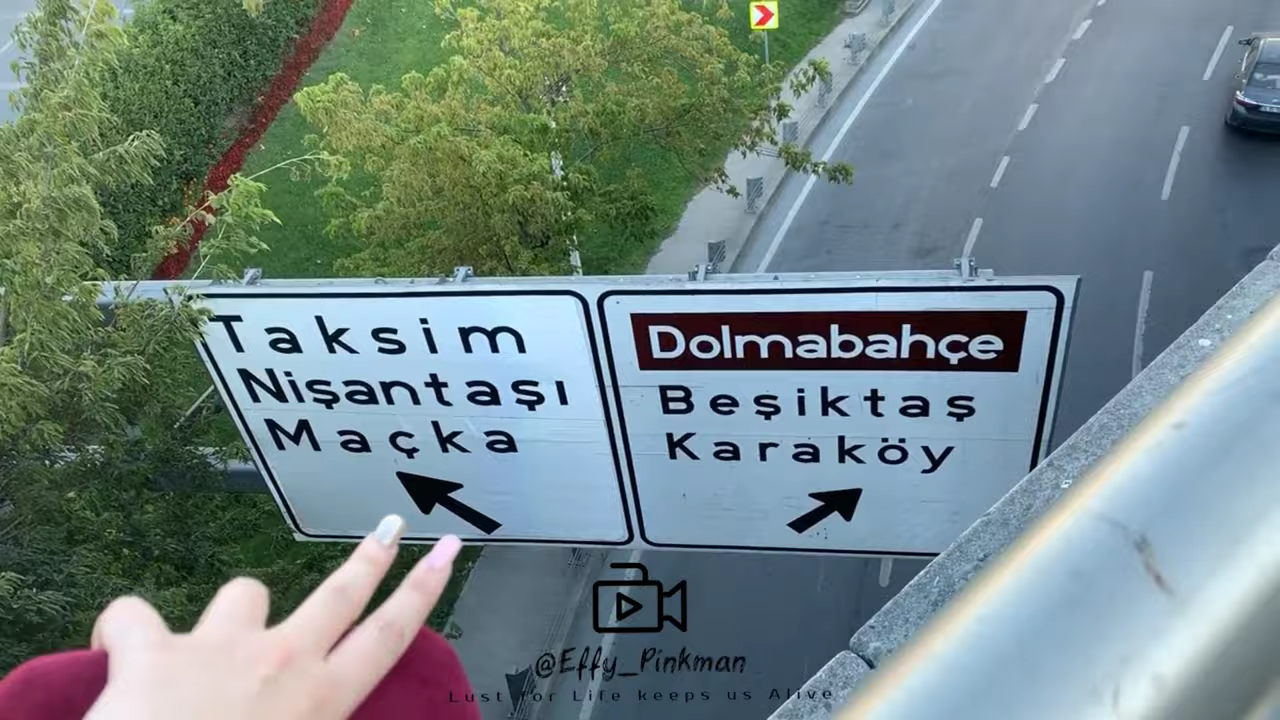 Taksim
Nişantaşı
Maçka
Dolmabahçe
Beşiktaş
Karaköy
@Effy_Pinkman
Lust for Life keeps us Alive